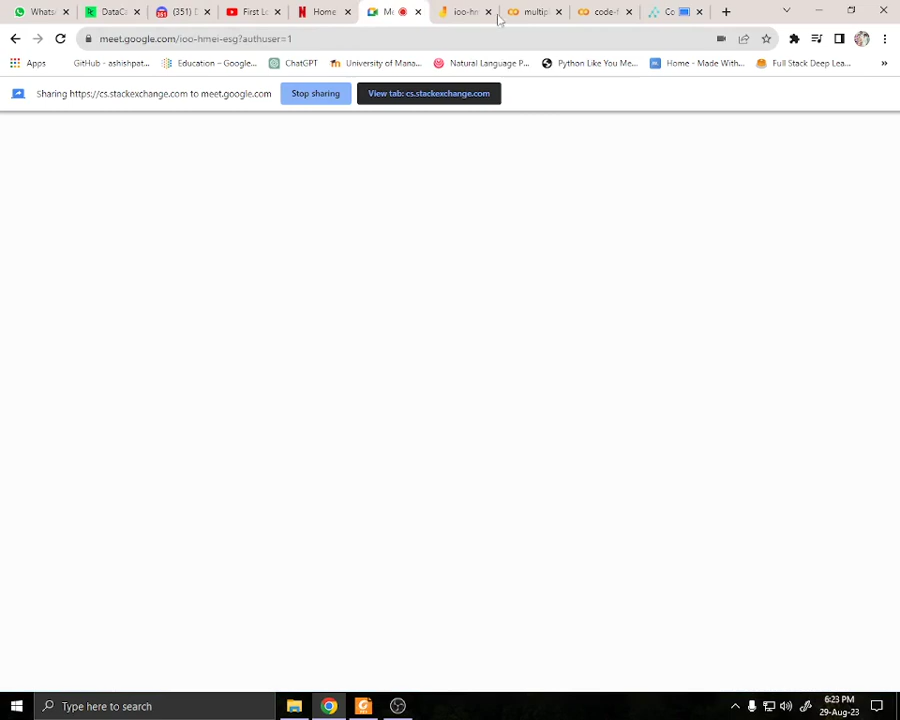 Whats
DataC
(351) D
First Le
Home
Me
ioo-hm
multip
code-f
Co
meet.google.com/ioo-hmei-esg?authuser=1
Apps
GitHub - ashishpat...
Education – Google...
ChatGPT
University of Mana...
Natural Language P...
Python Like You Me...
Home - Made With...
Full Stack Deep Lea...
»
Sharing https://cs.stackexchange.com to meet.google.com
Stop sharing
View tab: cs.stackexchange.com
Type here to search
6:23 PM
29-Aug-23